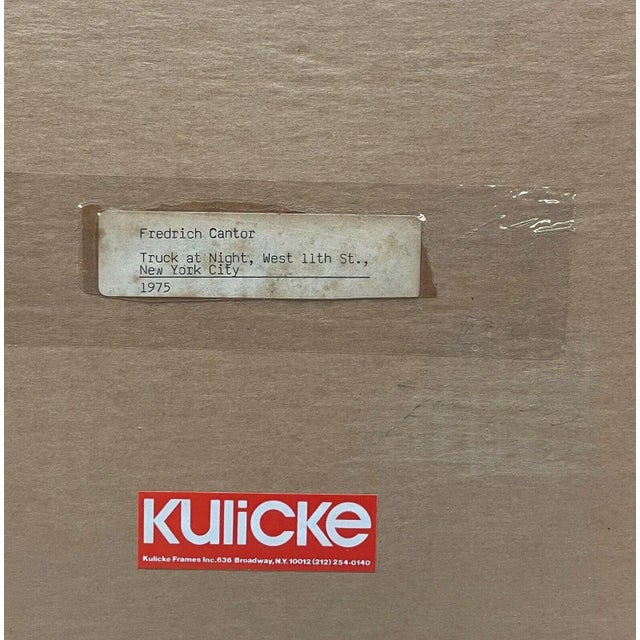 Fredrich Cantor
Truck at Night, West 11th St.,
New York City
1975
KULiCKe
Kulicke Frames Inc. 636 Broadway, N.Y. 10012 (212) 254-0140